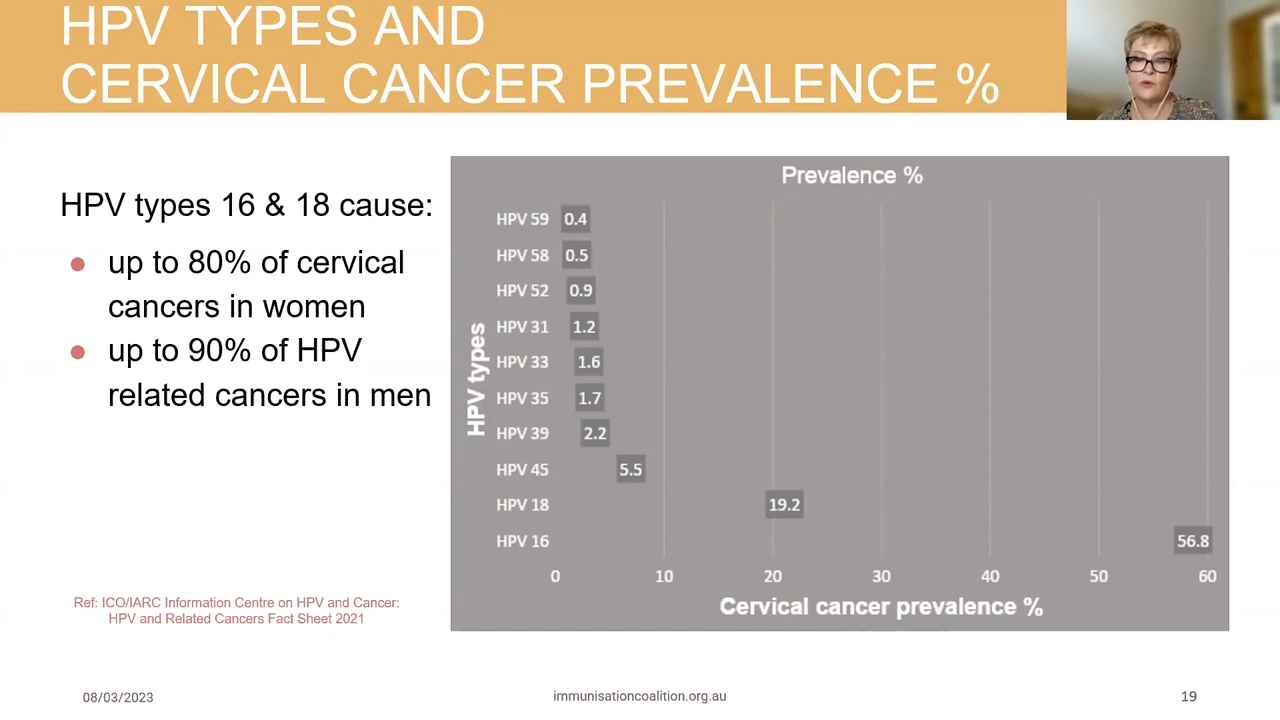 HPV TYPES AND
CERVICAL CANCER PREVALENCE %
HPV types 16 & 18 cause:
● up to 80% of cervical
cancers in women
● up to 90% of HPV
related cancers in men
Ref: ICO/IARC Information Centre on HPV and Cancer:
HPV and Related Cancers Fact Sheet 2021
Prevalence %
HPV types
HPV 59 0.4
HPV 58 0.5
HPV 52 0.9
HPV 31 1.2
HPV 33 1.6
HPV 35 1.7
HPV 39 2.2
HPV 45 5.5
HPV 18 19.2
HPV 16 56.8
0 10 20 30 40 50 60
Cervical cancer prevalence %
08/03/2023
immunisationcoalition.org.au
19